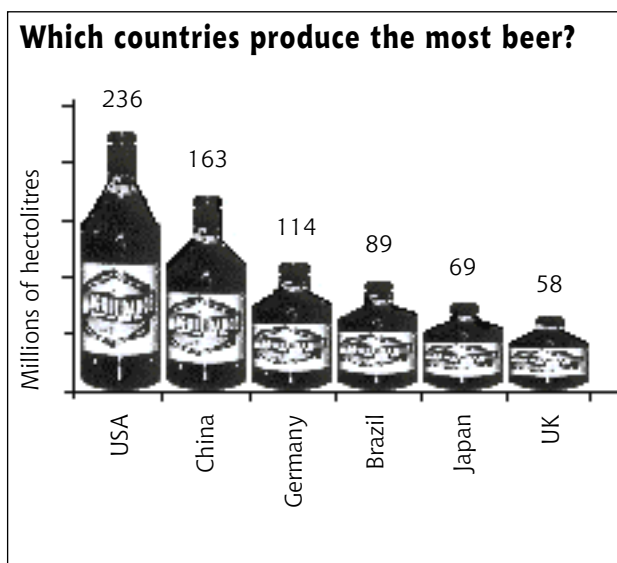 Which countries produce the most beer?
236
163
114
89
69
58
Millions of hectolitres
USA
China
Germany
Brazil
Japan
UK